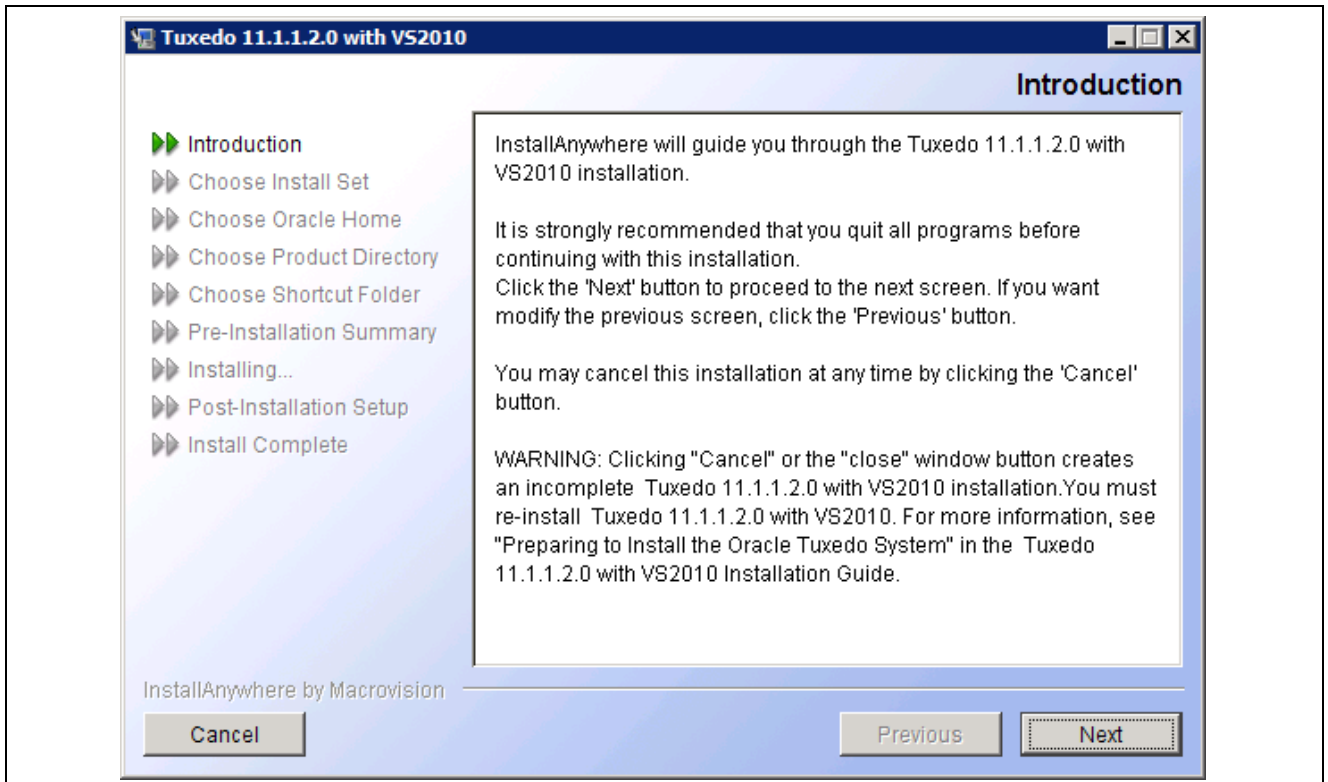 Tuxedo 11.1.1.2.0 with VS2010
Introduction
Introduction
Choose Install Set
Choose Oracle Home
Choose Product Directory
Choose Shortcut Folder
Pre-Installation Summary
Installing...
Post-Installation Setup
Install Complete
InstallAnywhere will guide you through the Tuxedo 11.1.1.2.0 with
VS2010 installation.
It is strongly recommended that you quit all programs before
continuing with this installation.
Click the 'Next' button to proceed to the next screen. If you want
modify the previous screen, click the 'Previous' button.
You may cancel this installation at any time by clicking the 'Cancel'
button.
WARNING: Clicking "Cancel" or the "close" window button creates
an incomplete  Tuxedo 11.1.1.2.0 with VS2010 installation.You must
re-install  Tuxedo 11.1.1.2.0 with VS2010. For more information, see
"Preparing to Install the Oracle Tuxedo System" in the  Tuxedo
11.1.1.2.0 with VS2010 Installation Guide.
InstallAnywhere by Macrovision
Cancel
Previous
Next